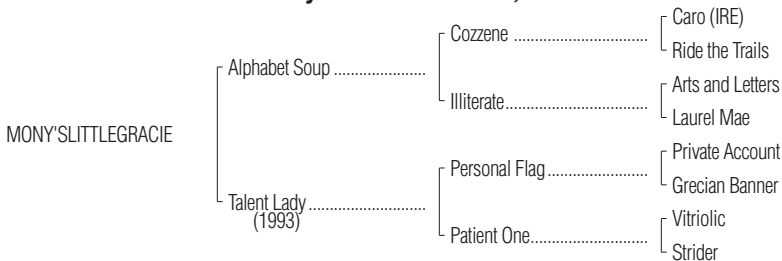 Caro (IRE)
Cozzene ..................................
Ride the Trails
Alphabet Soup .......................
Arts and Letters
Illiterate....................................
Laurel Mae
MONY'SLITTLEGRACIE
Private Account
Personal Flag.........................
Grecian Banner
Talent Lady .............................
(1993)
Vitriolic
Patient One.............................
Strider